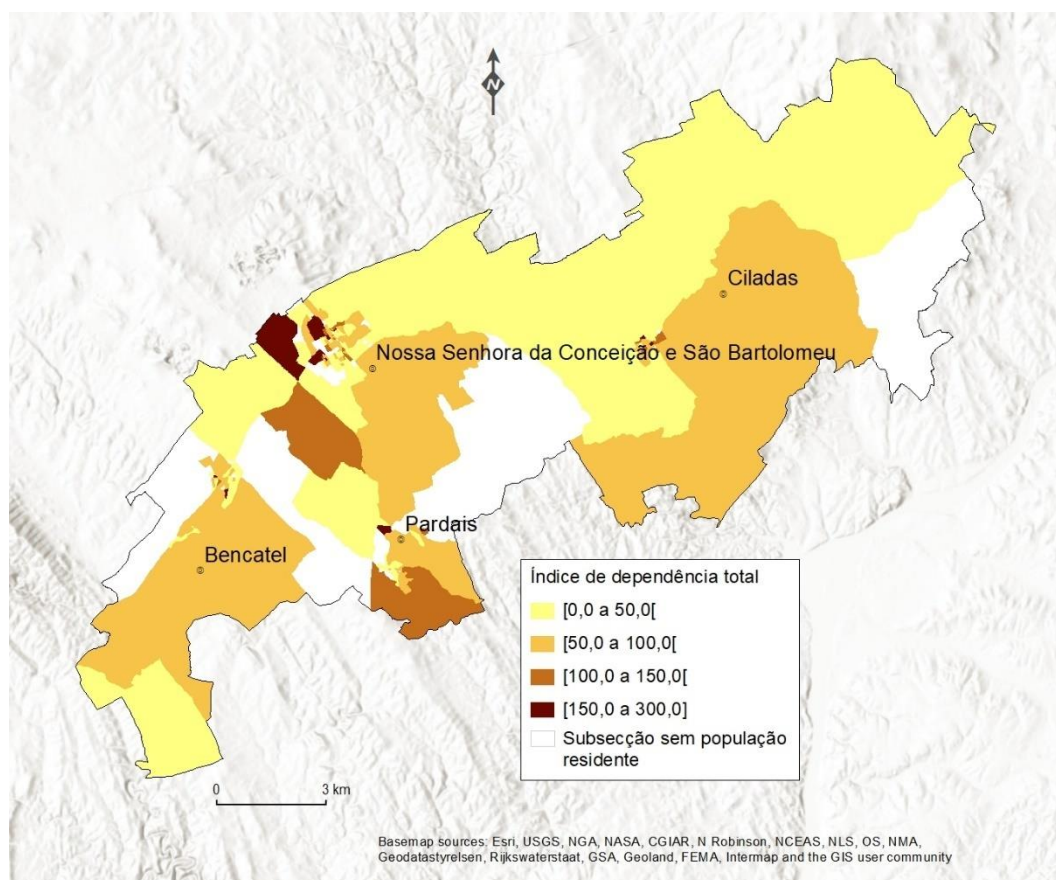 N
Ciladas
Nossa Senhora da Conceição e São Bartolomeu
Pardais
Bencatel
Índice de dependência total
[0,0 a 50,0[
[50,0 a 100,0[
[100,0 a 150,0[
[150,0 a 300,0]
Subsecção sem população
residente
0 3 km
Basemap sources: Esri, USGS, NGA, NASA, CGIAR, N Robinson, NCEAS, NLS, OS, NMA,
Geodatastyrelsen, Rijkswaterstaat, GSA, Geoland, FEMA, Intermap and the GIS user community